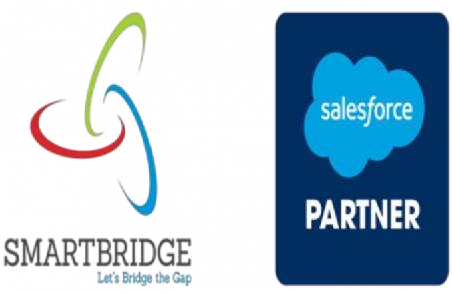 SMARTBRIDGE
Let's Bridge the Gap
salesforce
PARTNER